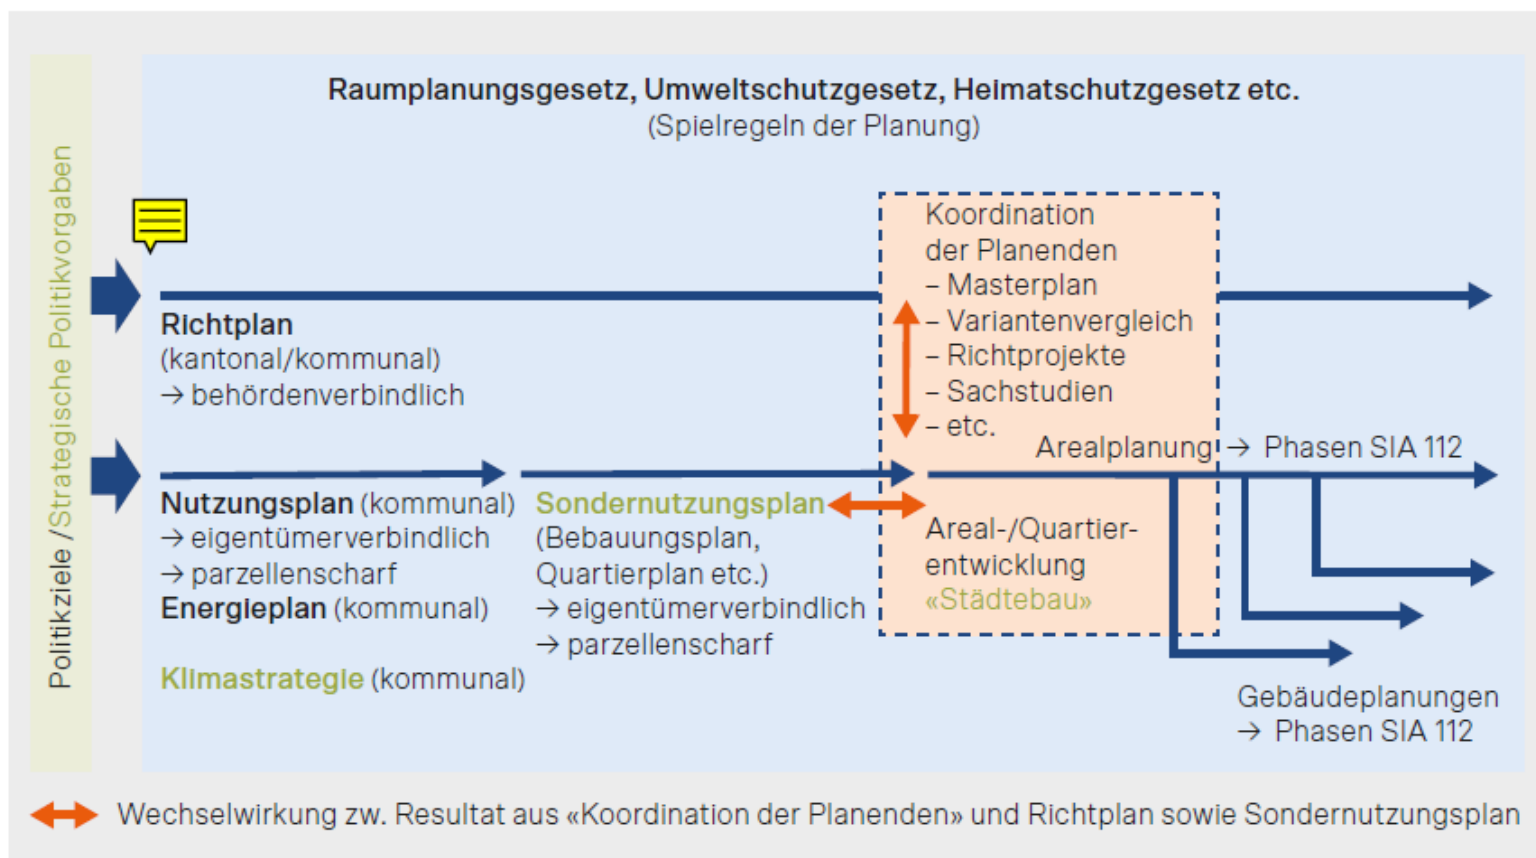 Raumplanungsgesetz, Umweltschutzgesetz, Heimatschutzgesetz etc.
(Spielregeln der Planung)
Politikziele /Strategische Politikvorgaben
Richtplan
(kantonal/kommunal)
→ behördenverbindlich
Koordination
der Planenden
– Masterplan
– Variantenvergleich
– Richtprojekte
– Sachstudien
– etc.
Arealplanung → Phasen SIA 112
Nutzungsplan (kommunal)
→ eigentümerverbindlich
→ parzellenscharf
Energieplan (kommunal)
Klimastrategie (kommunal)
Sondernutzungsplan
(Bebauungsplan,
Quartierplan etc.)
→ eigentümerverbindlich
→ parzellenscharf
Areal-/Quartier-
entwicklung
«Städtebau»
Gebäudeplanungen
→ Phasen SIA 112
Wechselwirkung zw. Resultat aus «Koordination der Planenden» und Richtplan sowie Sondernutzungsplan